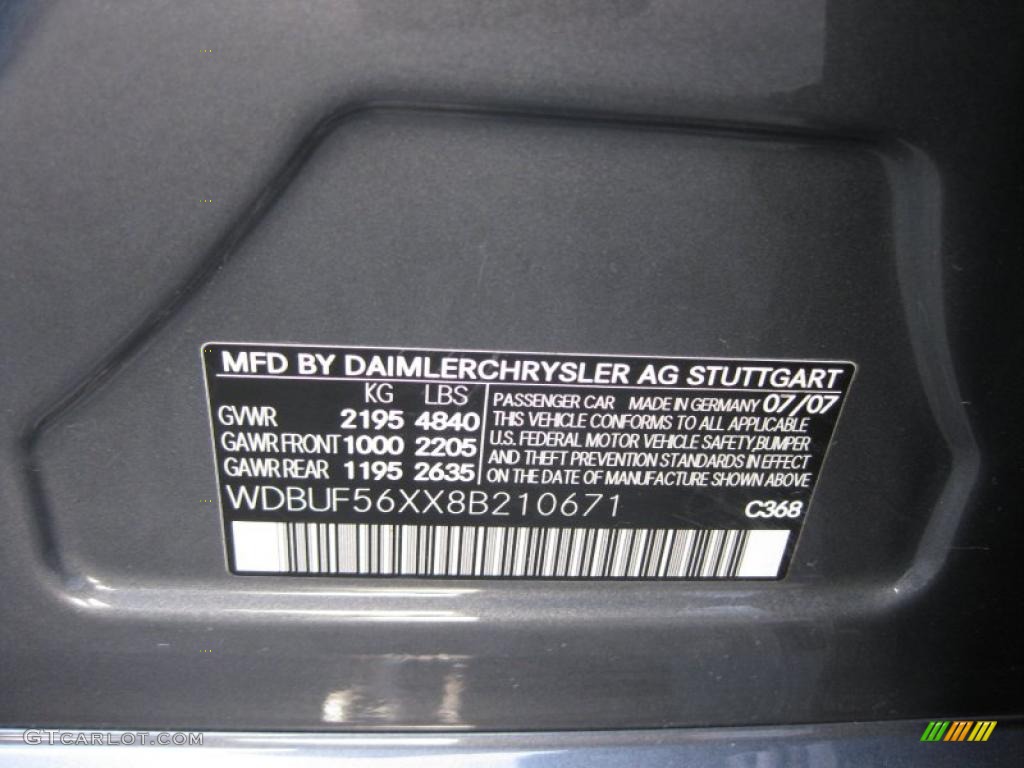 MFD BY DAIMLERCHRYSLER AG STUTTGART
KG LBS
GVWR 2195 4840
GAWR FRONT 1000 2205
GAWR REAR 1195 2635
PASSENGER CAR MADE IN GERMANY 07/07
THIS VEHICLE CONFORMS TO ALL APPLICABLE
U.S. FEDERAL MOTOR VEHICLE SAFETY, BUMPER
AND THEFT PREVENTION STANDARDS IN EFFECT
ON THE DATE OF MANUFACTURE SHOWN ABOVE
WDBUF56XX8B210671 C368
GTCARLOT.COM